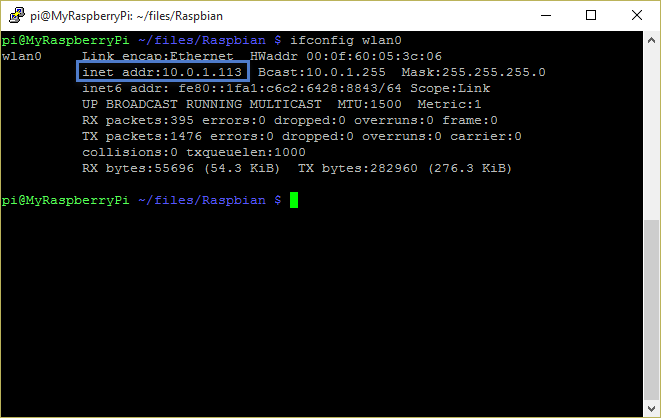 pi@MyRaspberryPi: ~/files/Raspbian
pi@MyRaspberryPi ~/files/Raspbian $ ifconfig wlan0
wlan0     Link encap:Ethernet  HWaddr 00:0f:60:05:3c:06
          inet addr:10.0.1.113  Bcast:10.0.1.255  Mask:255.255.255.0
          inet6 addr: fe80::1fa1:c6c2:6428:8843/64 Scope:Link
          UP BROADCAST RUNNING MULTICAST  MTU:1500  Metric:1
          RX packets:395 errors:0 dropped:0 overruns:0 frame:0
          TX packets:1476 errors:0 dropped:0 overruns:0 carrier:0
          collisions:0 txqueuelen:1000
          RX bytes:55696 (54.3 KiB)  TX bytes:282960 (276.3 KiB)
pi@MyRaspberryPi ~/files/Raspbian $